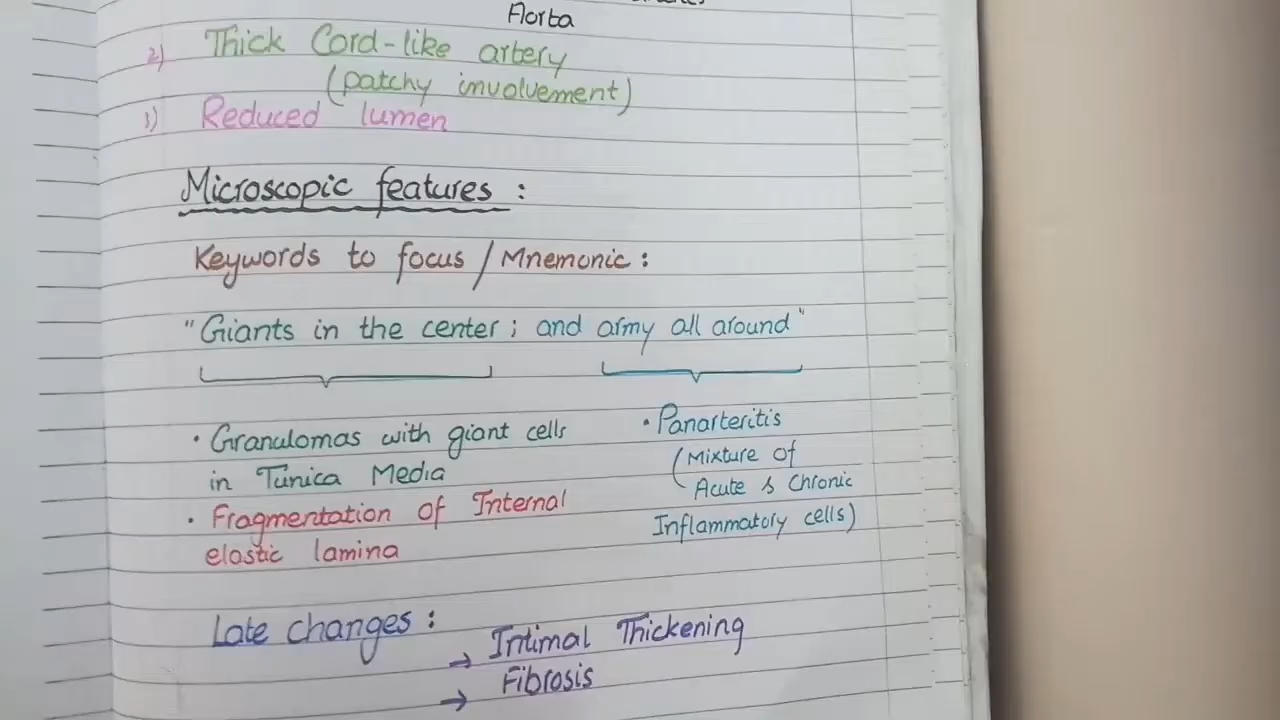 Aorta
2) Thick Cord-like artery
(patchy involvement)
3) Reduced lumen
Microscopic features :
Keywords to focus / Mnemonic :
"Giants in the center ; and army all around"
• Granulomas with giant cells
in Tunica Media
• Fragmentation of Internal
elastic lamina
• Panarteritis
(Mixture of
Acute & Chronic
Inflammatory cells)
Late changes :
→ Intimal Thickening
→ Fibrosis